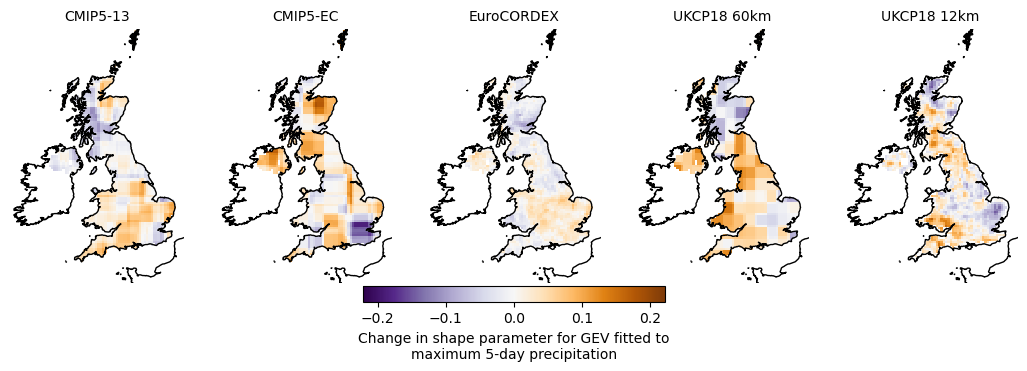 CMIP5-13 CMIP5-EC EuroCORDEX UKCP18 60km UKCP18 12km
−0.2 −0.1 0.0 0.1 0.2
Change in shape parameter for GEV fitted to
maximum 5-day precipitation